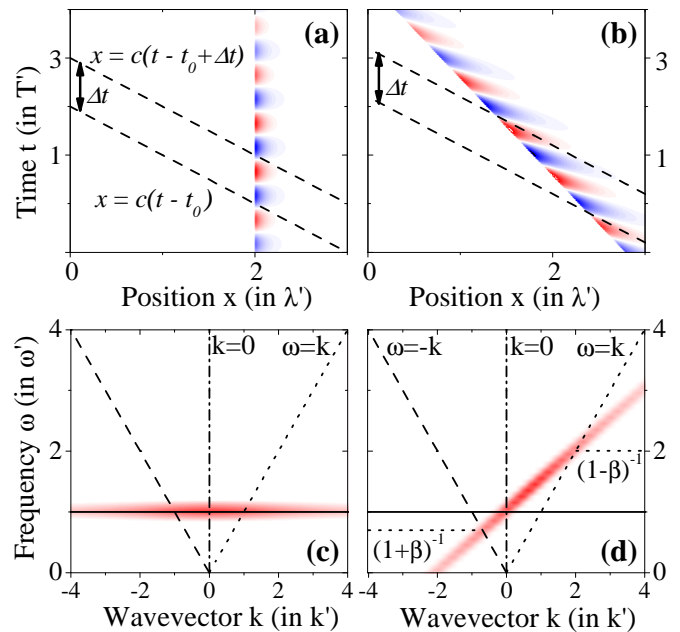 (a)
(b)
3
x = c(t - t₀+Δt)
Δt
Δt
3
Time t (in T')
1
x = c(t - t₀)
1
0 2 4
0 2
Position x (in λ')
Position x (in λ')
4
k=0
ω=k
ω=-k
k=0
ω=k
4
Frequency ω (in ω')
2
2
(1-β)⁻¹
(1+β)⁻¹
(c)
(d)
0
0
-4 -2 0 2 4
-4 -2 0 2 4
Wavevector k (in k')
Wavevector k (in k')